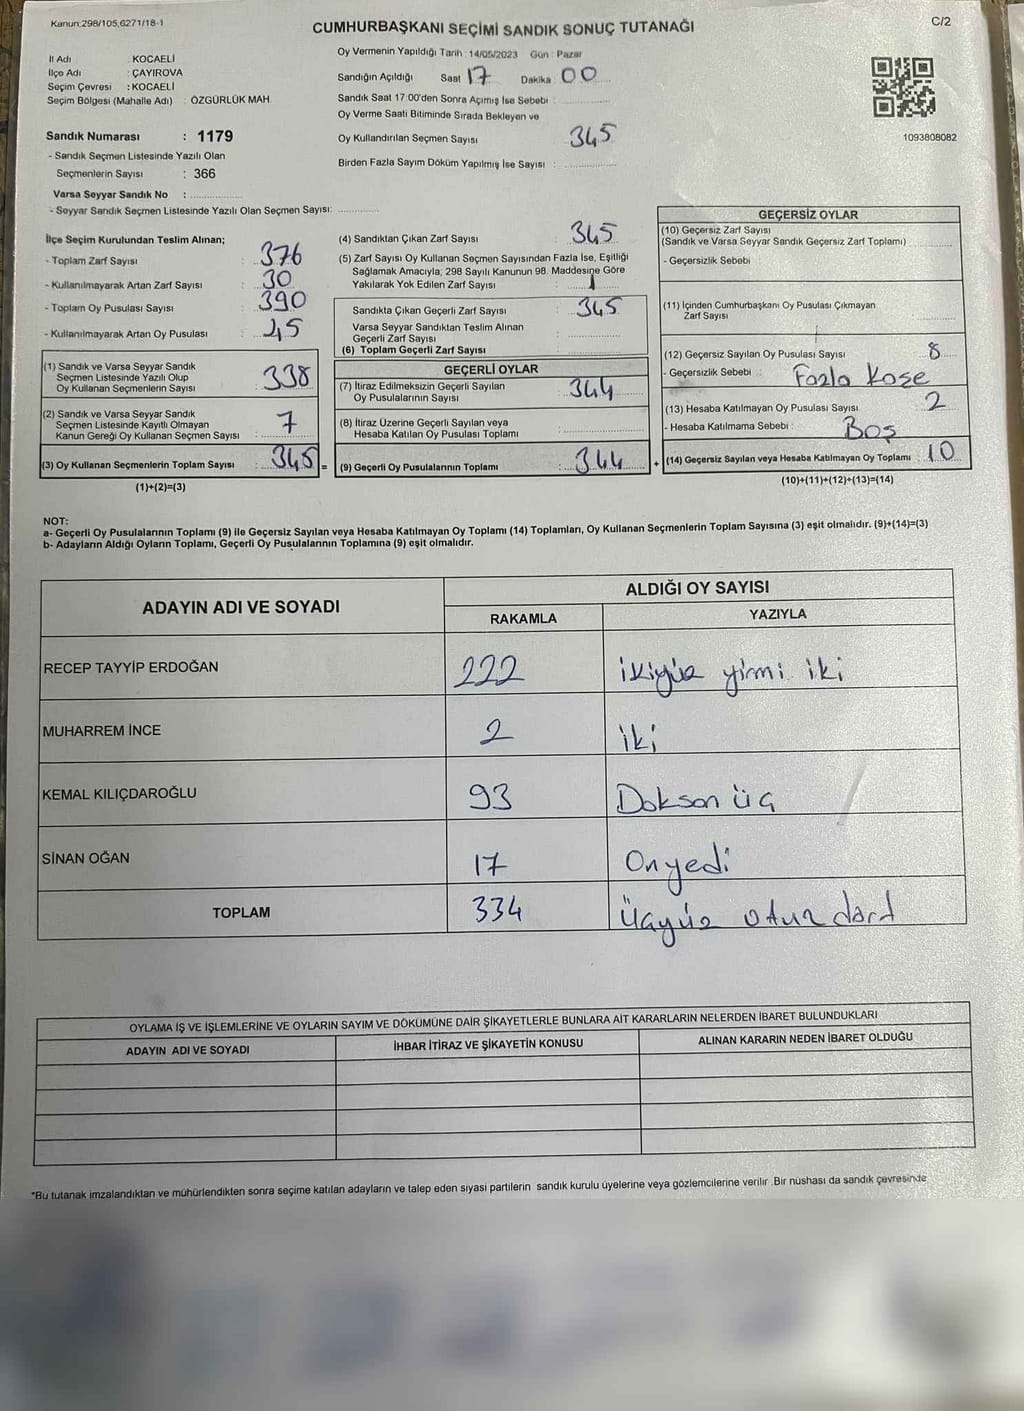 Kanun:298/105,6271/18-1
CUMHURBAŞKANI SEÇİMİ SANDIK SONUÇ TUTANAĞI
C/2
İl Adı : KOCAELİ
İlçe Adı : ÇAYIROVA
Seçim Çevresi : KOCAELİ
Seçim Bölgesi (Mahalle Adı) : ÖZGÜRLÜK MAH.
Oy Vermenin Yapıldığı Tarih : 14/05/2023 Gün : Pazar
Sandığın Açıldığı Saat 17 Dakika : 00
Sandık Saat 17:00'den Sonra Açımış İse Sebebi :
Oy Verme Saati Bitiminde Sırada Bekleyen ve
Oy Kullandırılan Seçmen Sayısı : 345
Birden Fazla Sayım Döküm Yapılmış İse Sayısı :
1093808082
Sandık Numarası : 1179
- Sandık Seçmen Listesinde Yazılı Olan
Seçmenlerin Sayısı : 366
Varsa Seyyar Sandık No :
- Seyyar Sandık Seçmen Listesinde Yazılı Olan Seçmen Sayısı:
İlçe Seçim Kurulundan Teslim Alınan;
- Toplam Zarf Sayısı : 376
- Kullanılmayarak Artan Zarf Sayısı : 30
- Toplam Oy Pusulası Sayısı : 390
- Kullanılmayarak Artan Oy Pusulası : 45
(1) Sandık ve Varsa Seyyar Sandık
Seçmen Listesinde Yazılı Olup
Oy Kullanan Seçmenlerin Sayısı : 338
(2) Sandık ve Varsa Seyyar Sandık
Seçmen Listesinde Kayıtlı Olmayan
Kanun Gereği Oy Kullanan Seçmen Sayısı : 7
(3) Oy Kullanan Seçmenlerin Toplam Sayısı : 345 =
(1)+(2)=(3)
(4) Sandıktan Çıkan Zarf Sayısı : 345
(5) Zarf Sayısı Oy Kullanan Seçmen Sayısından Fazla İse, Eşitliği
Sağlamak Amacıyla; 298 Sayılı Kanunun 98. Maddesine Göre
Yakılarak Yok Edilen Zarf Sayısı : 1
Sandıkta Çıkan Geçerli Zarf Sayısı : 345
Varsa Seyyar Sandıktan Teslim Alınan
Geçerli Zarf Sayısı :
(6) Toplam Geçerli Zarf Sayısı :
GEÇERLİ OYLAR
(7) İtiraz Edilmeksizin Geçerli Sayılan
Oy Pusulalarının Sayısı : 344
(8) İtiraz Üzerine Geçerli Sayılan veya
Hesaba Katılan Oy Pusulası Toplamı :
(9) Geçerli Oy Pusulalarının Toplamı : 344 +
GEÇERSİZ OYLAR
(10) Geçersiz Zarf Sayısı
(Sandık ve Varsa Seyyar Sandık Geçersiz Zarf Toplamı) :
- Geçersizlik Sebebi :
(11) İçinden Cumhurbaşkanı Oy Pusulası Çıkmayan
Zarf Sayısı :
(12) Geçersiz Sayılan Oy Pusulası Sayısı : 8
- Geçersizlik Sebebi : Fazla Kaşe
(13) Hesaba Katılmayan Oy Pusulası Sayısı : 2
- Hesaba Katılmama Sebebi : Boş
(14) Geçersiz Sayılan veya Hesaba Katılmayan Oy Toplamı : 10
(10)+(11)+(12)+(13)=(14)
NOT:
a- Geçerli Oy Pusulalarının Toplamı (9) ile Geçersiz Sayılan veya Hesaba Katılmayan Oy Toplamı (14) Toplamları, Oy Kullanan Seçmenlerin Toplam Sayısına (3) eşit olmalıdır. (9)+(14)=(3)
b- Adayların Aldığı Oyların Toplamı, Geçerli Oy Pusulalarının Toplamına (9) eşit olmalıdır.
ADAYIN ADI VE SOYADI
ALDIĞI OY SAYISI
RAKAMLA YAZIYLA
RECEP TAYYİP ERDOĞAN 222 ikiyüz yirmi iki
MUHARREM İNCE 2 iki
KEMAL KILIÇDAROĞLU 93 Doksan üç
SİNAN OĞAN 17 Onyedi
TOPLAM 334 Üçyüz otuz dört
OYLAMA İŞ VE İŞLEMLERİNE VE OYLARIN SAYIM VE DÖKÜMÜNE DAİR ŞİKAYETLERLE BUNLARA AİT KARARLARIN NELERDEN İBARET BULUNDUKLARI
ADAYIN ADI VE SOYADI İHBAR İTİRAZ VE ŞİKAYETİN KONUSU ALINAN KARARIN NEDEN İBARET OLDUĞU
*Bu tutanak imzalandıktan ve mühürlendikten sonra seçime katılan adayların ve talep eden siyasi partilerin sandık kurulu üyelerine veya gözlemcilerine verilir .Bir nüshası da sandık çevresinde